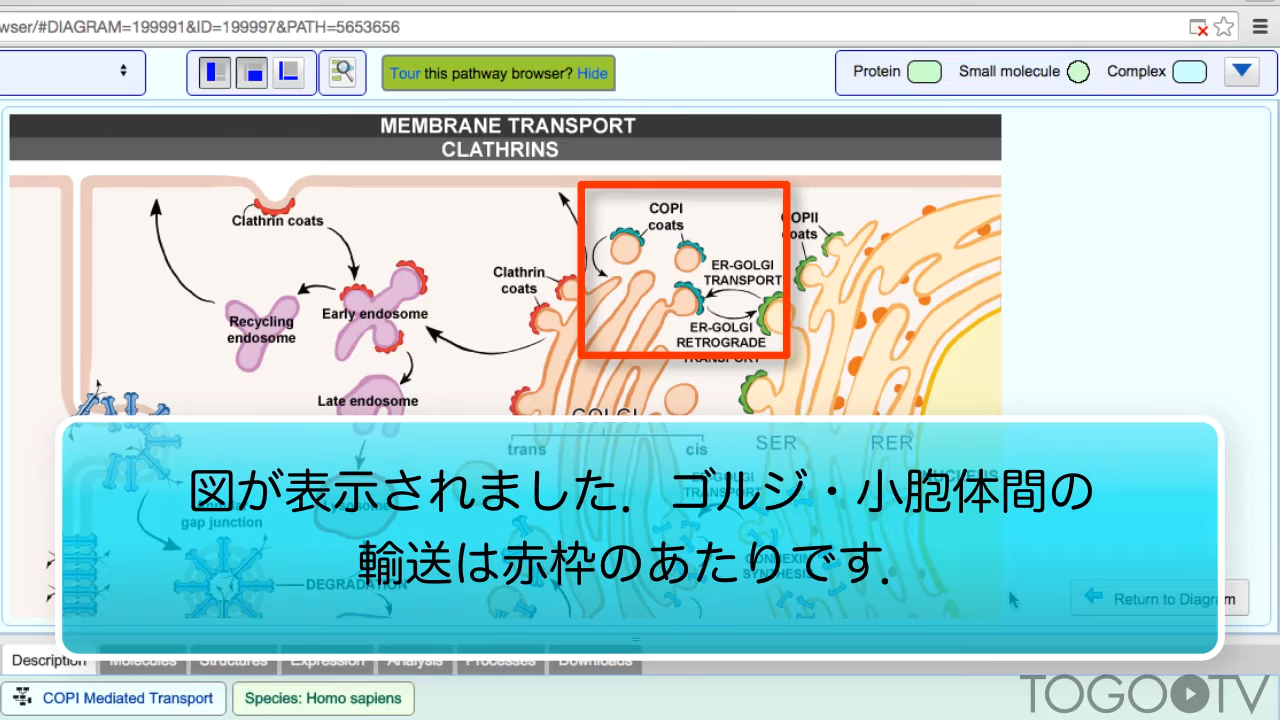 wser/#DIAGRAM=199991&ID=199997&PATH=5653656
Tour this pathway browser? Hide
Protein
Small molecule
Complex
MEMBRANE TRANSPORT
CLATHRINS
Clathrin coats
COPI
coats
COPII
coats
Clathrin
coats
ER-GOLGI
TRANSPORT
ER-GOLGI
RETROGRADE
TRANSPORT
Recycling
endosome
Early endosome
Late endosome
GOLGI
trans
cis
SER
RER
gap junction
DEGRADATION
図が表示されました．ゴルジ・小胞体間の
輸送は赤枠のあたりです．
Return to Diagram
Description
Molecules
Structures
Expression
Analysis
Processes
Downloads
COPI Mediated Transport
Species: Homo sapiens
TOGOTV